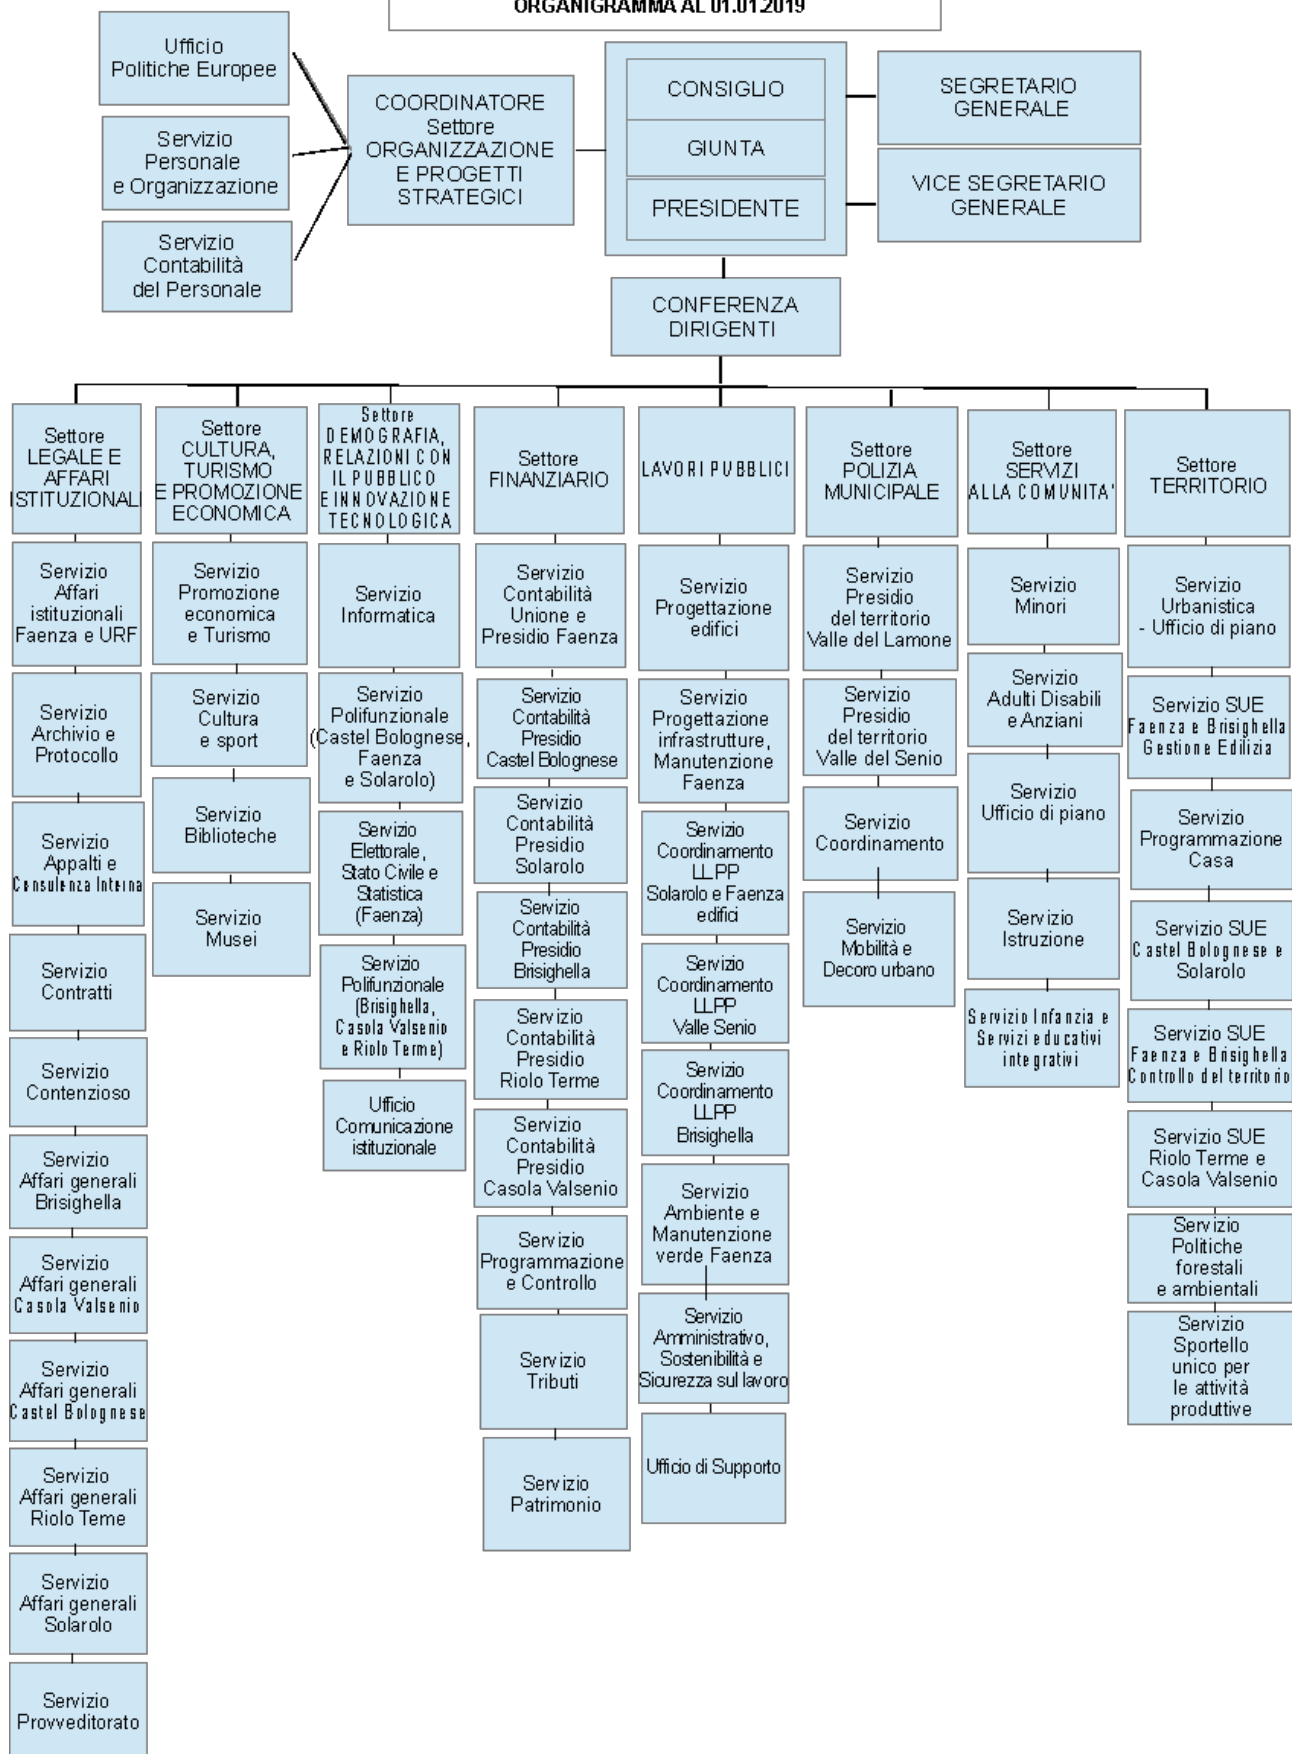 ORGANIGRAMMA AL 01.01.2019
Ufficio
Politiche Europee
Servizio
Personale
e Organizzazione
Servizio
Contabilità
del Personale
COORDINATORE
Settore
ORGANIZZAZIONE
E PROGETTI
STRATEGICI
CONSIGLIO
GIUNTA
PRESIDENTE
SEGRETARIO
GENERALE
VICE SEGRETARIO
GENERALE
CONFERENZA
DIRIGENTI
Settore
LEGALE E
AFFARI
ISTITUZIONALI
Servizio
Affari
istituzionali
Faenza e URF
Servizio
Archivio e
Protocollo
Servizio
Appalti e
Consulenza Interna
Servizio
Contratti
Servizio
Contenzioso
Servizio
Affari generali
Brisighella
Servizio
Affari generali
Casola Valsenio
Servizio
Affari generali
Castel Bolognese
Servizio
Affari generali
Riolo Teme
Servizio
Affari generali
Solarolo
Servizio
Provveditorato
Settore
CULTURA,
TURISMO
E PROMOZIONE
ECONOMICA
Servizio
Promozione
economica
e Turismo
Servizio
Cultura
e sport
Servizio
Biblioteche
Servizio
Musei
Settore
DEMOGRAFIA,
RELAZIONI CON
IL PUBBLICO
E INNOVAZIONE
TECNOLOGICA
Servizio
Informatica
Servizio
Polifunzionale
(Castel Bolognese,
Faenza
e Solarolo)
Servizio
Elettorale,
Stato Civile e
Statistica
(Faenza)
Servizio
Polifunzionale
(Brisighella,
Casola Valsenio
e Riolo Terme)
Ufficio
Comunicazione
istituzionale
Settore
FINANZIARIO
Servizio
Contabilità
Unione e
Presidio Faenza
Servizio
Contabilità
Presidio
Castel Bolognese
Servizio
Contabilità
Presidio
Solarolo
Servizio
Contabilità
Presidio
Brisighella
Servizio
Contabilità
Presidio
Riolo Terme
Servizio
Contabilità
Presidio
Casola Valsenio
Servizio
Programmazione
e Controllo
Servizio
Tributi
Servizio
Patrimonio
LAVORI PUBBLICI
Servizio
Progettazione
edifici
Servizio
Progettazione
infrastrutture,
Manutenzione
Faenza
Servizio
Coordinamento
LL.PP
Solarolo e Faenza
edifici
Servizio
Coordinamento
LL.PP
Valle Senio
Servizio
Coordinamento
LL.PP
Brisighella
Servizio
Ambiente e
Manutenzione
verde Faenza
Servizio
Amministrativo,
Sostenibilità e
Sicurezza sul lavoro
Ufficio di Supporto
Settore
POLIZIA
MUNICIPALE
Servizio
Presidio
del territorio
Valle del Lamone
Servizio
Presidio
del territorio
Valle del Senio
Servizio
Coordinamento
Servizio
Mobilità e
Decoro urbano
Settore
SERVIZI
ALLA COMUNITA'
Servizio
Minori
Servizio
Adulti Disabili
e Anziani
Servizio
Ufficio di piano
Servizio
Istruzione
Servizio Infanzia e
Servizi educativi
integrativi
Settore
TERRITORIO
Servizio
Urbanistica
- Ufficio di piano
Servizio SUE
Faenza e Brisighella
Gestione Edilizia
Servizio
Programmazione
Casa
Servizio SUE
Castel Bolognese e
Solarolo
Servizio SUE
Faenza e Brisighella
Controllo del territorio
Servizio SUE
Riolo Terme e
Casola Valsenio
Servizio
Politiche
forestali
e ambientali
Servizio
Sportello
unico per
le attività
produttive